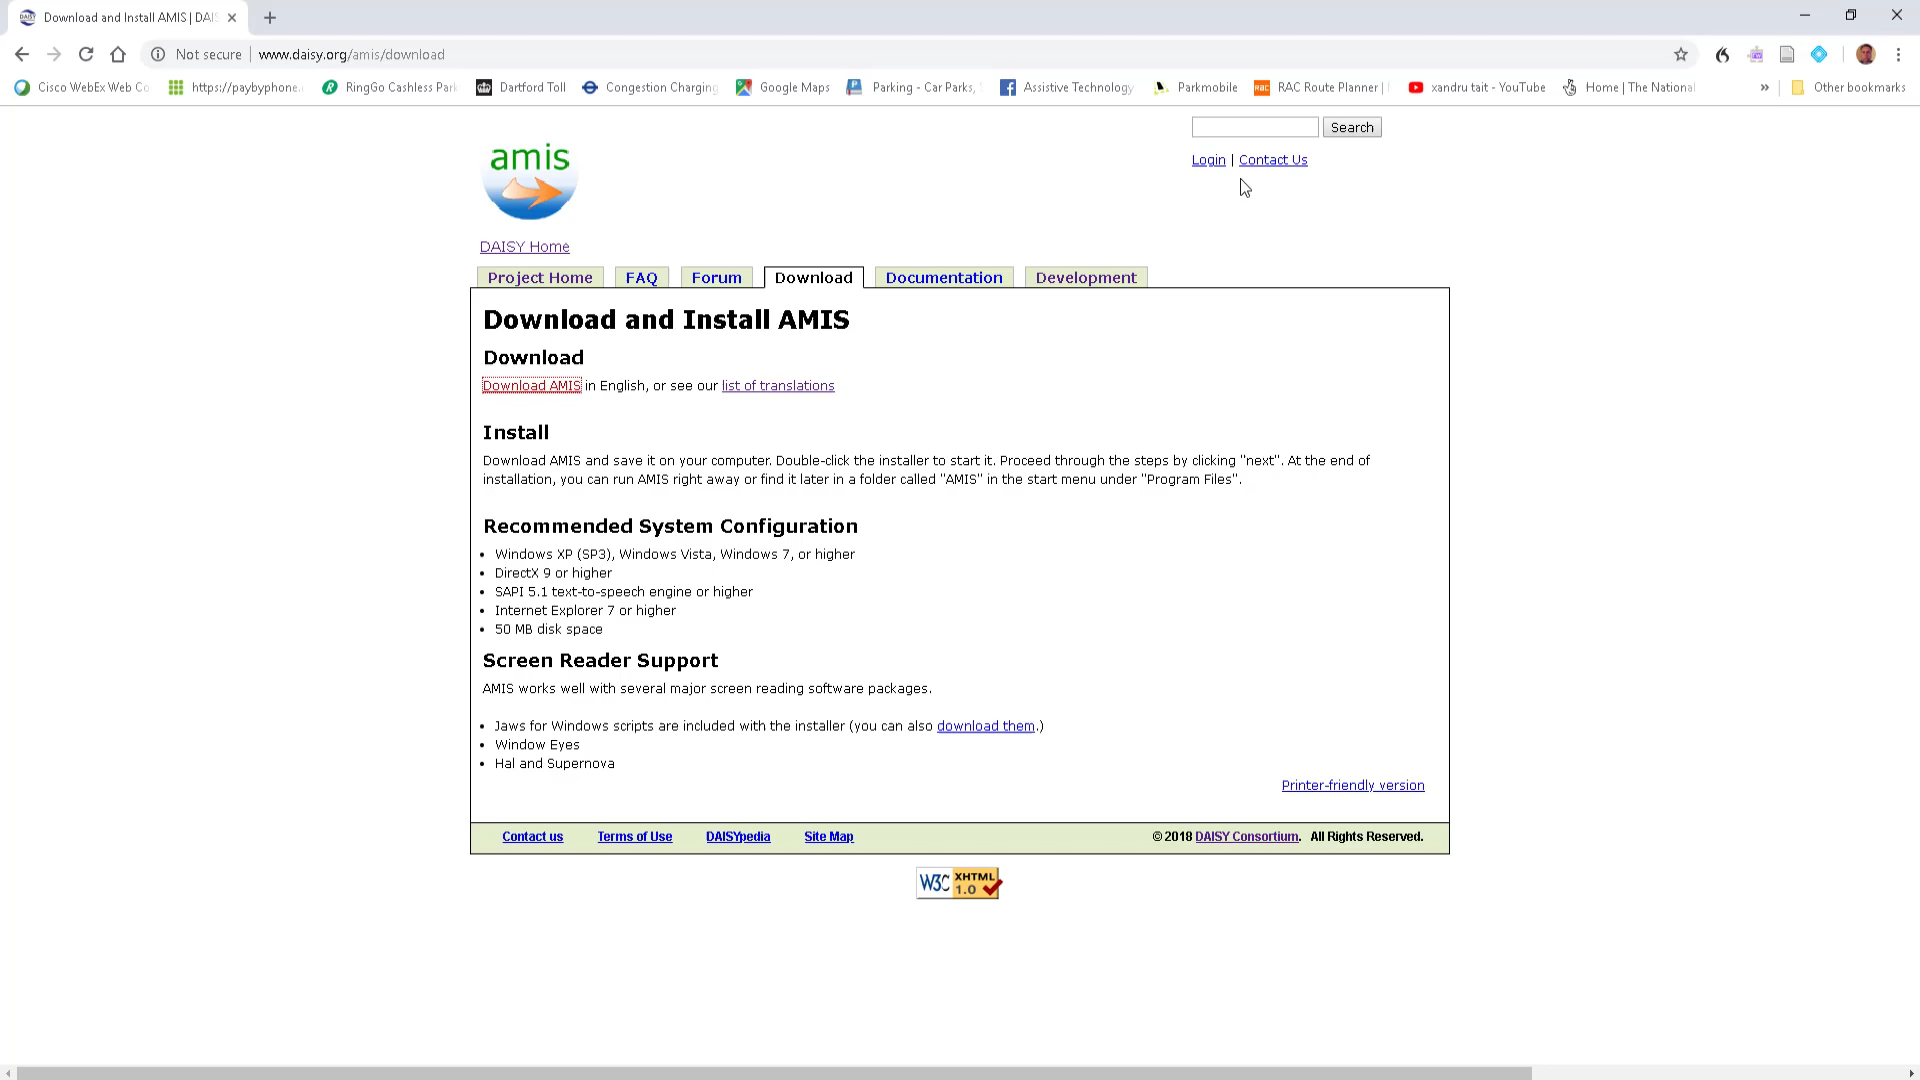 Download and Install AMIS | DAIS
Not secure | www.daisy.org/amis/download
Cisco WebEx Web Co https://paybyphone. RingGo Cashless Park Dartford Toll Congestion Charging Google Maps Parking - Car Parks, Assistive Technology Parkmobile RAC Route Planner | xandru tait - YouTube Home | The National » Other bookmarks
Search
Login | Contact Us
amis
DAISY Home
Project Home FAQ Forum Download Documentation Development
Download and Install AMIS
Download
Download AMIS in English, or see our list of translations
Install
Download AMIS and save it on your computer. Double-click the installer to start it. Proceed through the steps by clicking "next". At the end of
installation, you can run AMIS right away or find it later in a folder called "AMIS" in the start menu under "Program Files".
Recommended System Configuration
• Windows XP (SP3), Windows Vista, Windows 7, or higher
• DirectX 9 or higher
• SAPI 5.1 text-to-speech engine or higher
• Internet Explorer 7 or higher
• 50 MB disk space
Screen Reader Support
AMIS works well with several major screen reading software packages.
• Jaws for Windows scripts are included with the installer (you can also download them.)
• Window Eyes
• Hal and Supernova
Printer-friendly version
Contact us Terms of Use DAISYpedia Site Map © 2018 DAISY Consortium. All Rights Reserved.
W3C XHTML 1.0